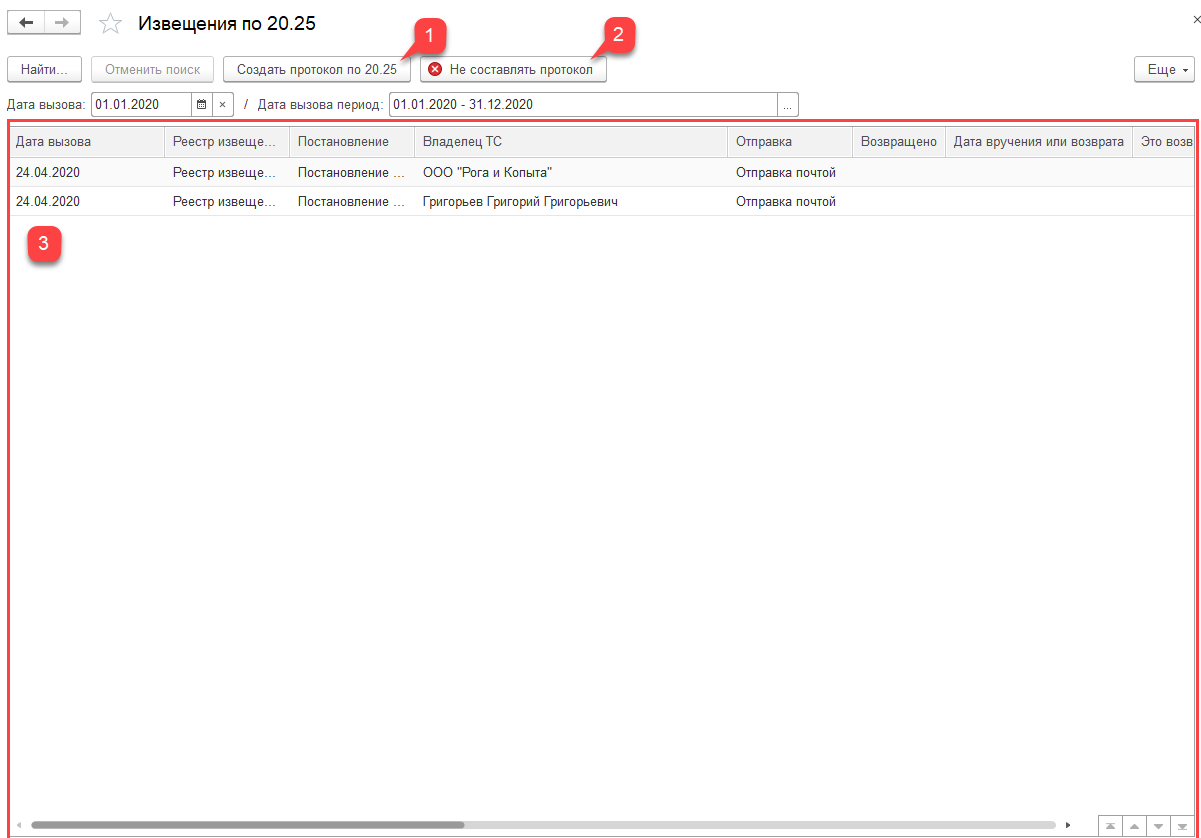 Извещения по 20.25
1
2
Найти... Отменить поиск Создать протокол по 20.25 Не составлять протокол Еще
Дата вызова: 01.01.2020 / Дата вызова период: 01.01.2020 - 31.12.2020 ...
Дата вызова Реестр извеще... Постановление Владелец ТС Отправка Возвращено Дата вручения или возврата Это возв
24.04.2020 Реестр извеще... Постановление ... ООО "Рога и Копыта" Отправка почтой
24.04.2020 Реестр извеще... Постановление ... Григорьев Григорий Григорьевич Отправка почтой
3